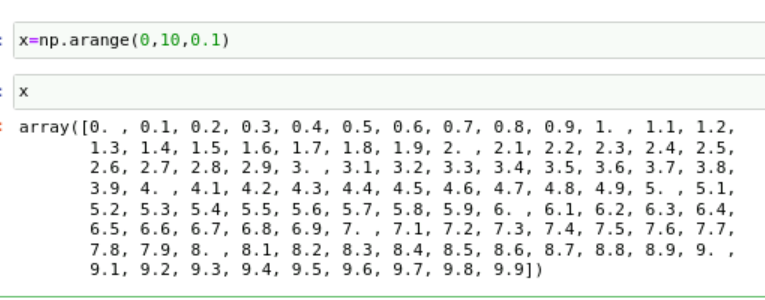 : x=np.arange(0,10,0.1)
: x
: array([0. , 0.1, 0.2, 0.3, 0.4, 0.5, 0.6, 0.7, 0.8, 0.9, 1. , 1.1, 1.2,
1.3, 1.4, 1.5, 1.6, 1.7, 1.8, 1.9, 2. , 2.1, 2.2, 2.3, 2.4, 2.5,
2.6, 2.7, 2.8, 2.9, 3. , 3.1, 3.2, 3.3, 3.4, 3.5, 3.6, 3.7, 3.8,
3.9, 4. , 4.1, 4.2, 4.3, 4.4, 4.5, 4.6, 4.7, 4.8, 4.9, 5. , 5.1,
5.2, 5.3, 5.4, 5.5, 5.6, 5.7, 5.8, 5.9, 6. , 6.1, 6.2, 6.3, 6.4,
6.5, 6.6, 6.7, 6.8, 6.9, 7. , 7.1, 7.2, 7.3, 7.4, 7.5, 7.6, 7.7,
7.8, 7.9, 8. , 8.1, 8.2, 8.3, 8.4, 8.5, 8.6, 8.7, 8.8, 8.9, 9. ,
9.1, 9.2, 9.3, 9.4, 9.5, 9.6, 9.7, 9.8, 9.9])